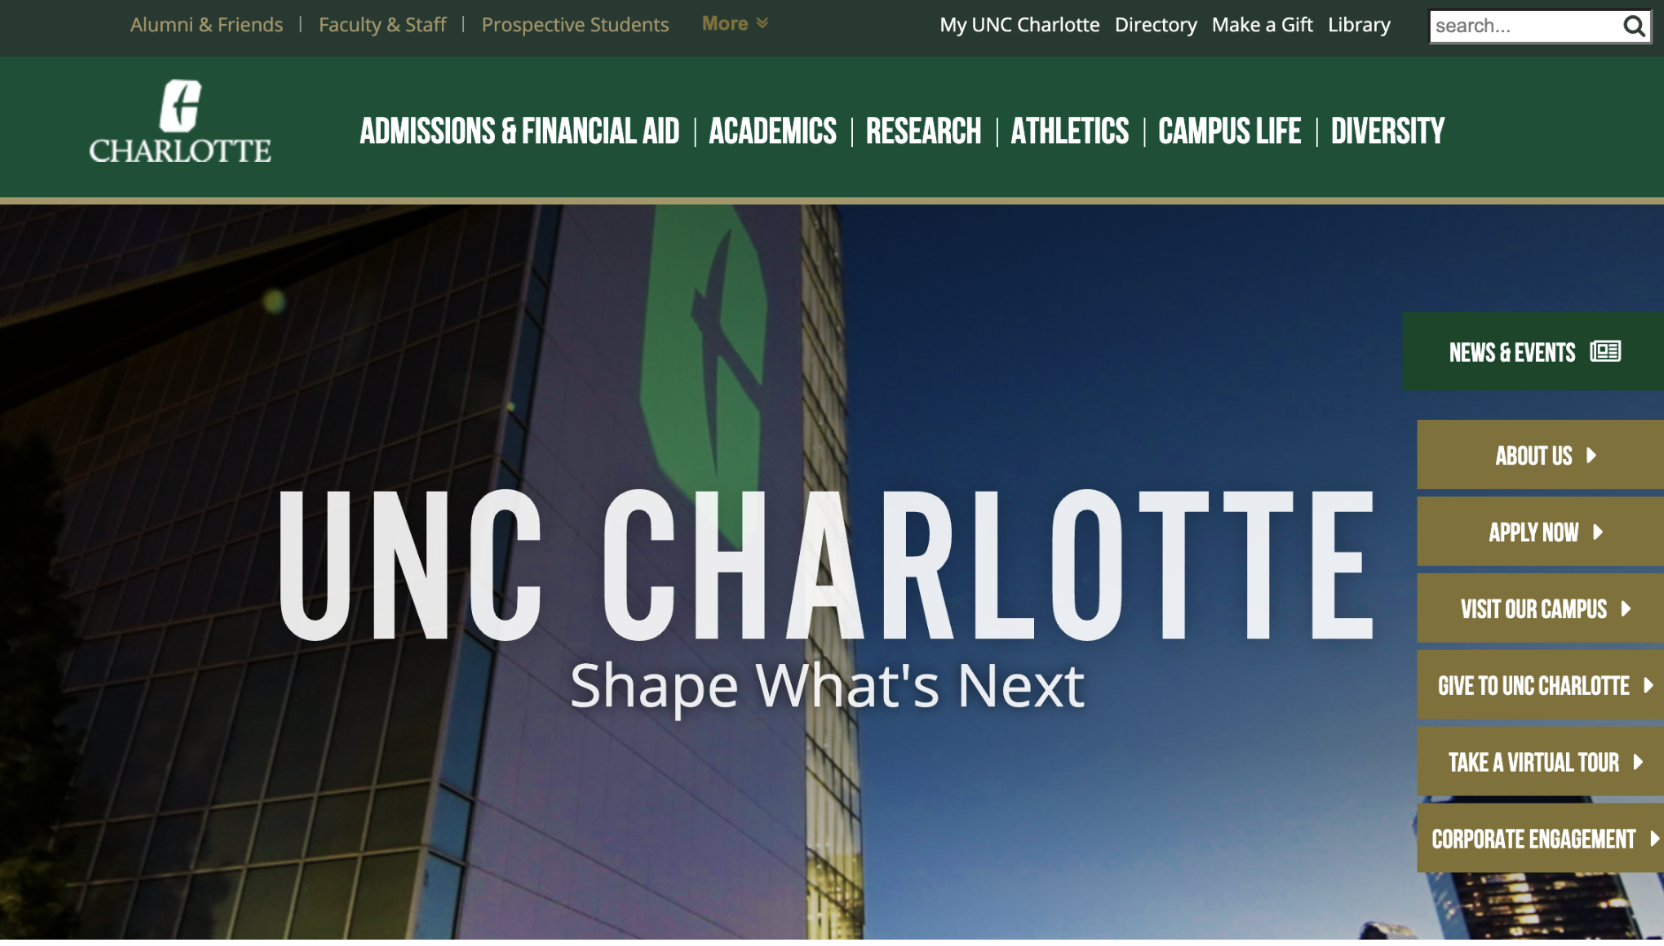 Alumni & Friends | Faculty & Staff | Prospective Students More My UNC Charlotte Directory Make a Gift Library search...
CHARLOTTE
ADMISSIONS & FINANCIAL AID | ACADEMICS | RESEARCH | ATHLETICS | CAMPUS LIFE | DIVERSITY
NEWS & EVENTS
ABOUT US
APPLY NOW
VISIT OUR CAMPUS
GIVE TO UNC CHARLOTTE
TAKE A VIRTUAL TOUR
CORPORATE ENGAGEMENT
UNC CHARLOTTE
Shape What's Next